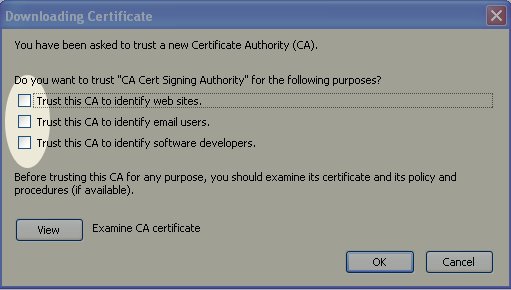 Downloading Certificate
You have been asked to trust a new Certificate Authority (CA).
Do you want to trust "CA Cert Signing Authority" for the following purposes?
Trust this CA to identify web sites.
Trust this CA to identify email users.
Trust this CA to identify software developers.
Before trusting this CA for any purpose, you should examine its certificate and its policy and
procedures (if available).
View Examine CA certificate
OK Cancel